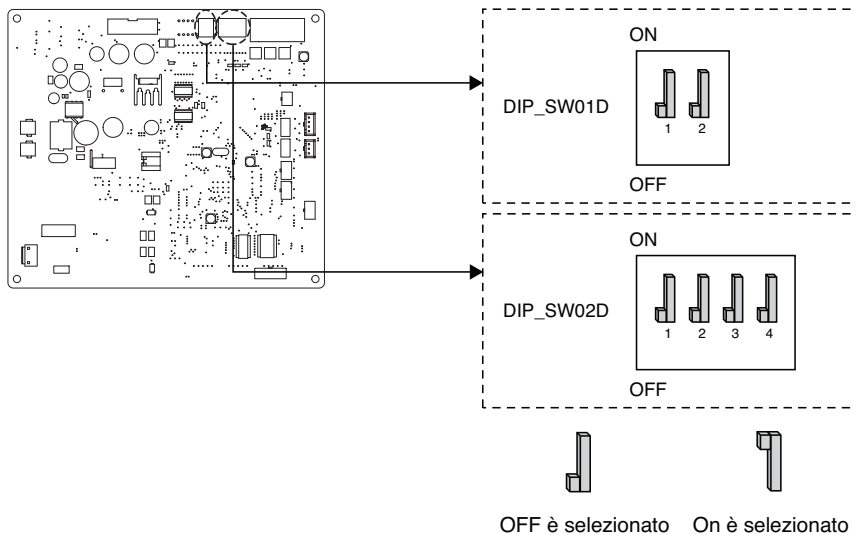 ON
DIP_SW01D
1 2
OFF
ON
DIP_SW02D
1 2 3 4
OFF
OFF è selezionato
On è selezionato